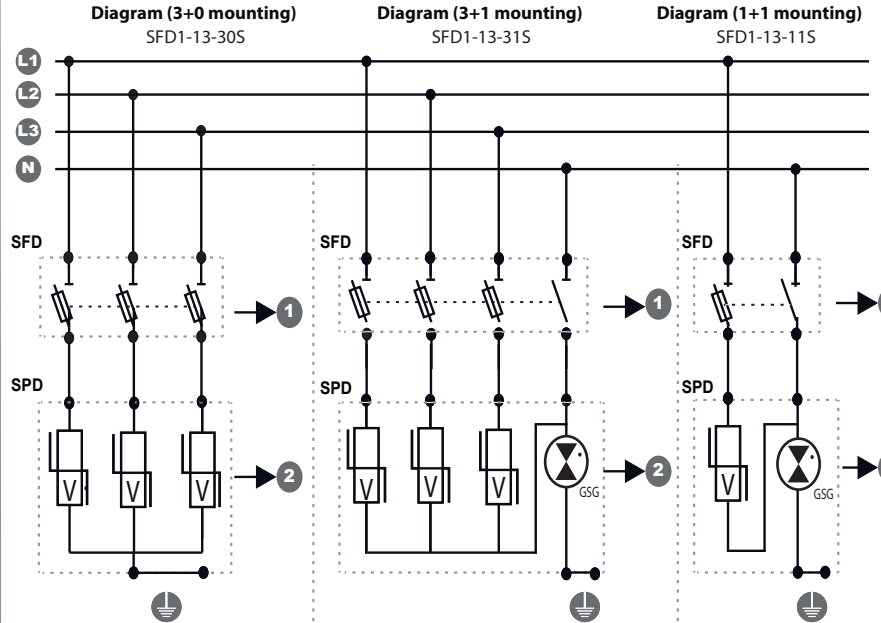 Diagram (3+0 mounting)
SFD1-13-30S
Diagram (3+1 mounting)
SFD1-13-31S
Diagram (1+1 mounting)
SFD1-13-11S
L1
L2
L3
N
SFD
1
SFD
1
SFD
SPD
V
V
V
2
SPD
V
V
V
GSG
2
SPD
V
GSG